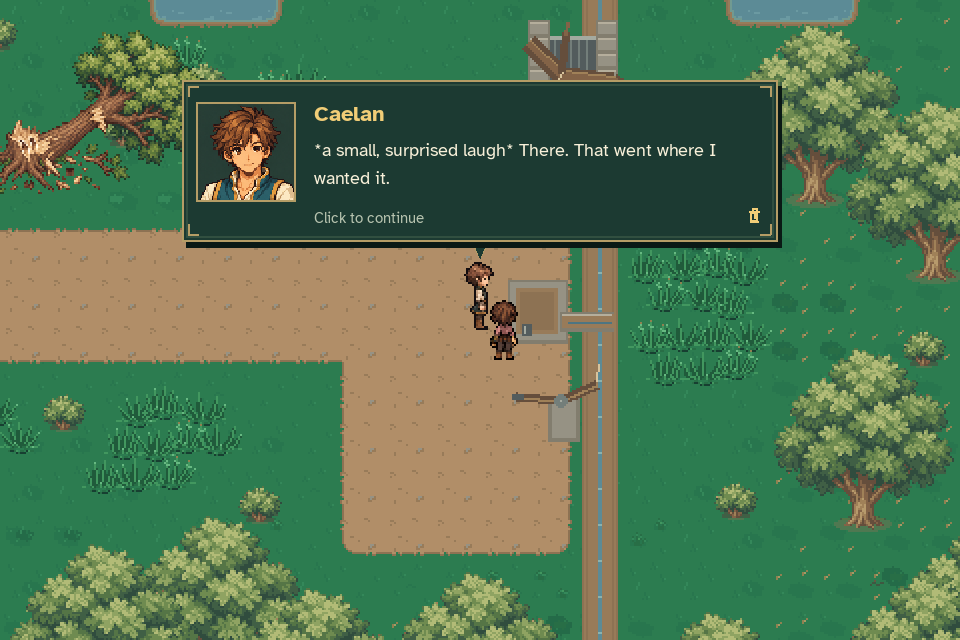 Caelan
*a small, surprised laugh* There. That went where I
wanted it.
Click to continue